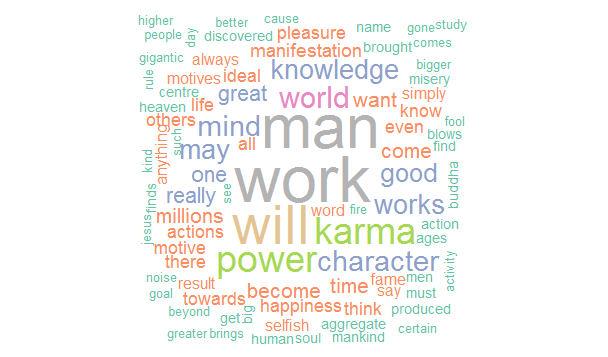 higher
better
cause
people
day
discovered
pleasure
name
gone
study
gigantic
always
manifestation
brought
comes
rule
motives
ideal
knowledge
bigger
misery
centre
great
world
want
simply
heaven
life
others
mind
man
even
know
fool
blows
anything
such
may
all
come
find
kind
one
work
good
buddha
finds
really
see
works
jesus
millions
will
word
fire
karma
action
actions
ages
motive
there
power
character
activity
noise
result
become
time
fame
men
goal
towards
happiness
say
must
beyond
get
big
think
produced
selfish
aggregate
certain
greater
brings
human
soul
mankind